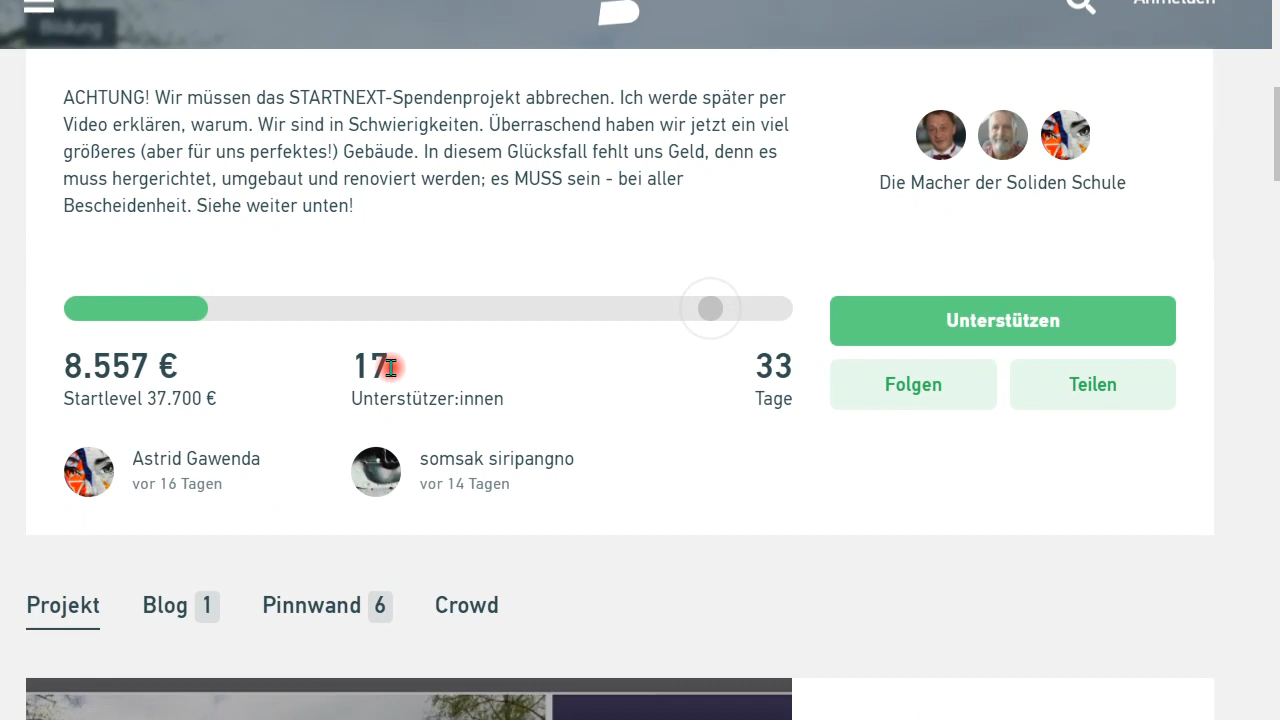 Anmelden
Bildung
ACHTUNG! Wir müssen das STARTNEXT-Spendenprojekt abbrechen. Ich werde später per
Video erklären, warum. Wir sind in Schwierigkeiten. Überraschend haben wir jetzt ein viel
größeres (aber für uns perfektes!) Gebäude. In diesem Glücksfall fehlt uns Geld, denn es
muss hergerichtet, umgebaut und renoviert werden; es MUSS sein - bei aller
Bescheidenheit. Siehe weiter unten!
Die Macher der Soliden Schule
8.557 €
Startlevel 37.700 €
17
Unterstützer:innen
33
Tage
Unterstützen
Folgen
Teilen
Astrid Gawenda
vor 16 Tagen
somsak siripangno
vor 14 Tagen
Projekt
Blog 1
Pinnwand 6
Crowd